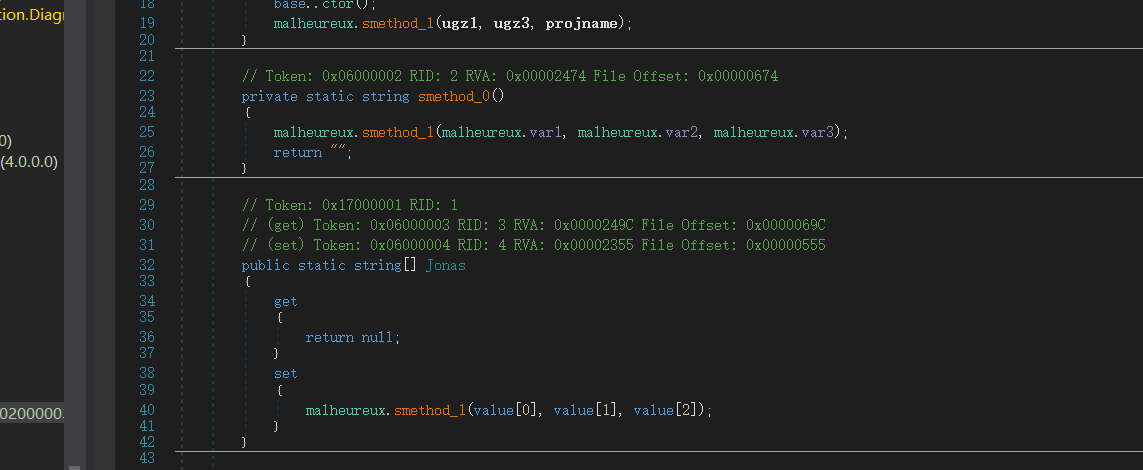 tion.Diagn
0)
(4.0.0.0)
02000003
18 base..ctor();
19 malheureux.smethod_1(ugz1, ugz3, projname);
20 }
21
22 // Token: 0x06000002 RID: 2 RVA: 0x00002474 File Offset: 0x00000674
23 private static string smethod_0()
24 {
25 malheureux.smethod_1(malheureux.var1, malheureux.var2, malheureux.var3);
26 return "";
27 }
28
29 // Token: 0x17000001 RID: 1
30 // (get) Token: 0x06000003 RID: 3 RVA: 0x0000249C File Offset: 0x0000069C
31 // (set) Token: 0x06000004 RID: 4 RVA: 0x00002355 File Offset: 0x00000555
32 public static string[] Jonas
33 {
34 get
35 {
36 return null;
37 }
38 set
39 {
40 malheureux.smethod_1(value[0], value[1], value[2]);
41 }
42 }
43